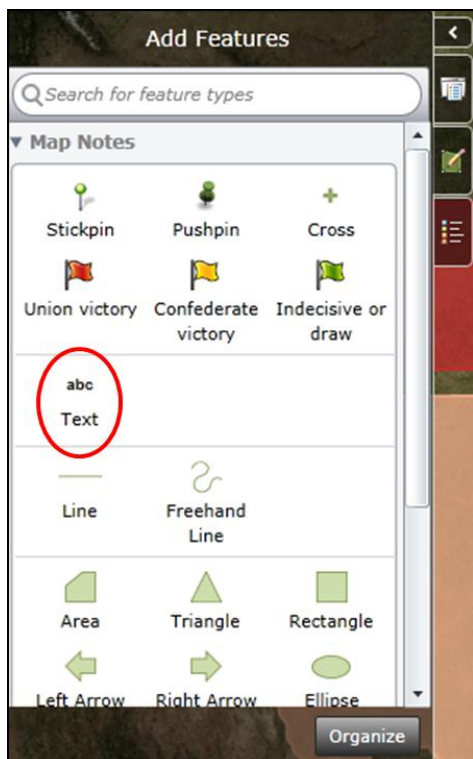 Add Features
Search for feature types
Map Notes
Stickpin Pushpin Cross
Union victory Confederate victory Indecisive or draw
abc
Text
Line Freehand Line
Area Triangle Rectangle
Left Arrow Right Arrow Ellipse
Organize